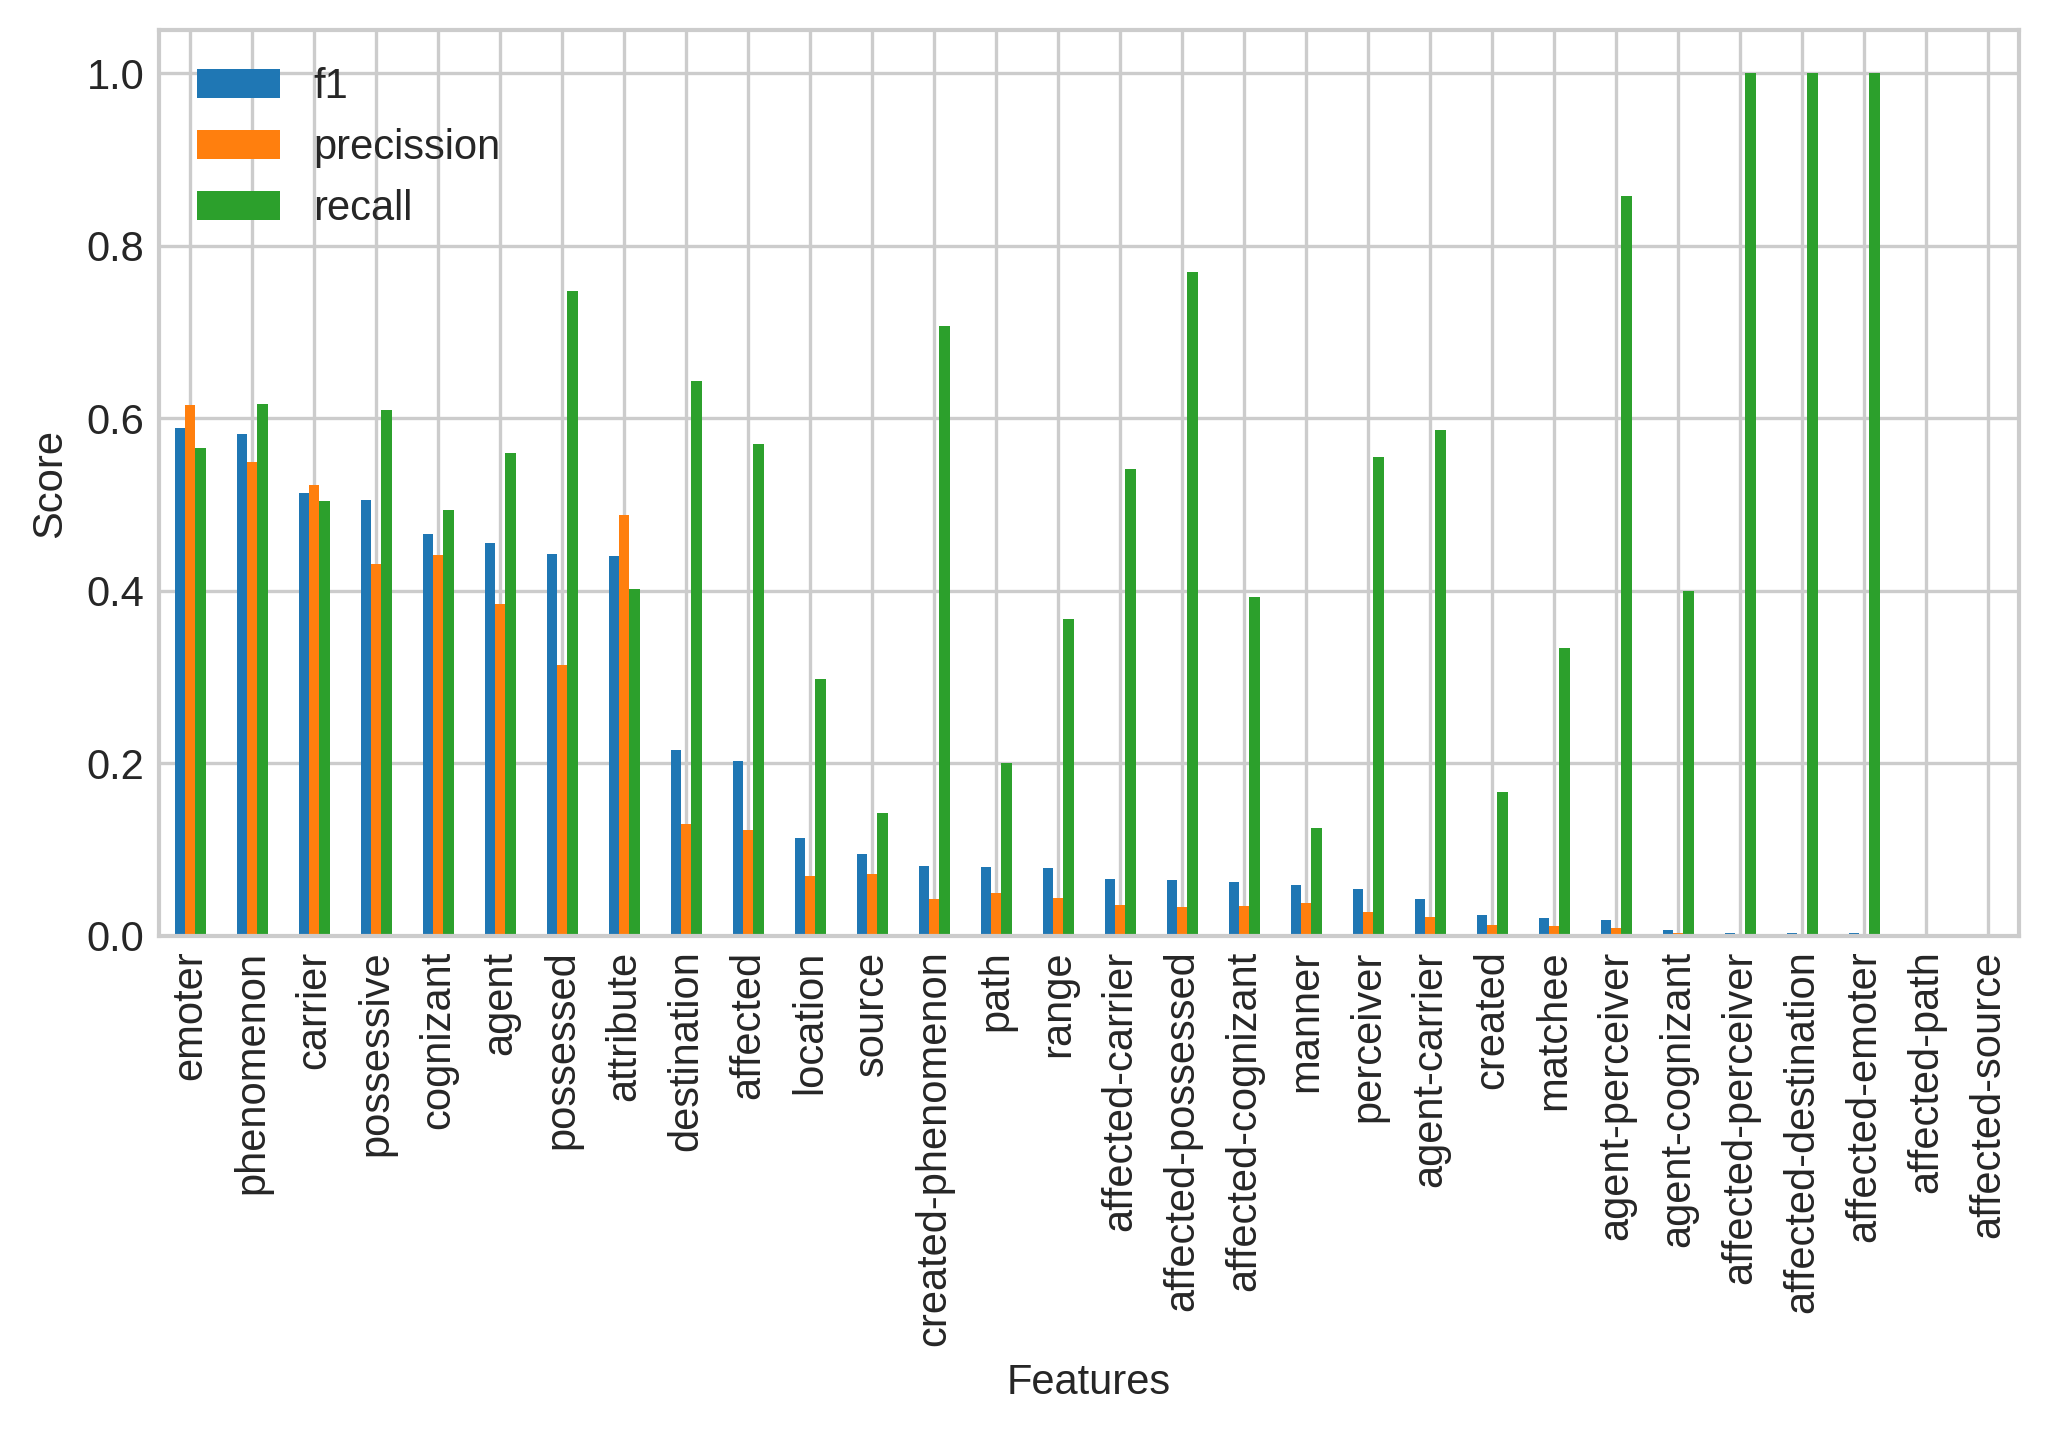 f1
precission
recall
Score
1.0
0.8
0.6
0.4
0.2
0.0
emoter
phenomenon
carrier
possessive
cognizant
agent
possessed
attribute
destination
affected
location
source
created-phenomenon
path
range
affected-carrier
affected-possessed
affected-cognizant
manner
perceiver
agent-carrier
created
matchee
agent-perceiver
agent-cognizant
affected-perceiver
affected-destination
affected-emoter
affected-path
affected-source
Features